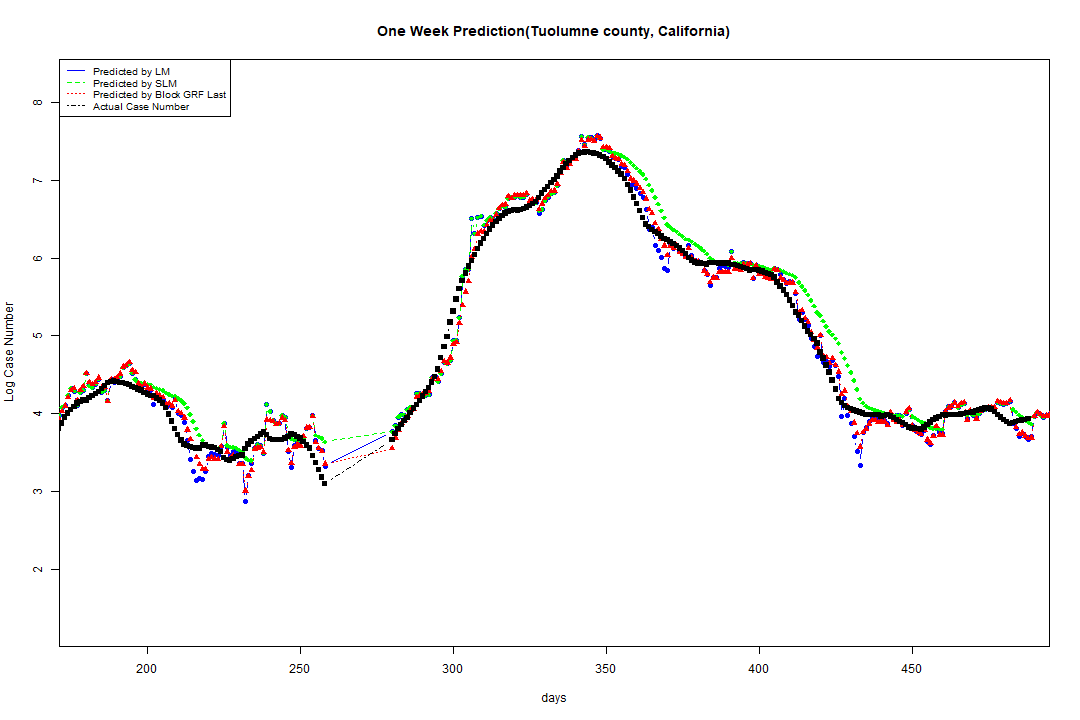 One Week Prediction(Tuolumne county, California)
Predicted by LM
Predicted by SLM
Predicted by Block GRF Last
Actual Case Number
8
7
6
5
4
3
2
Log Case Number
200 250 300 350 400 450
days